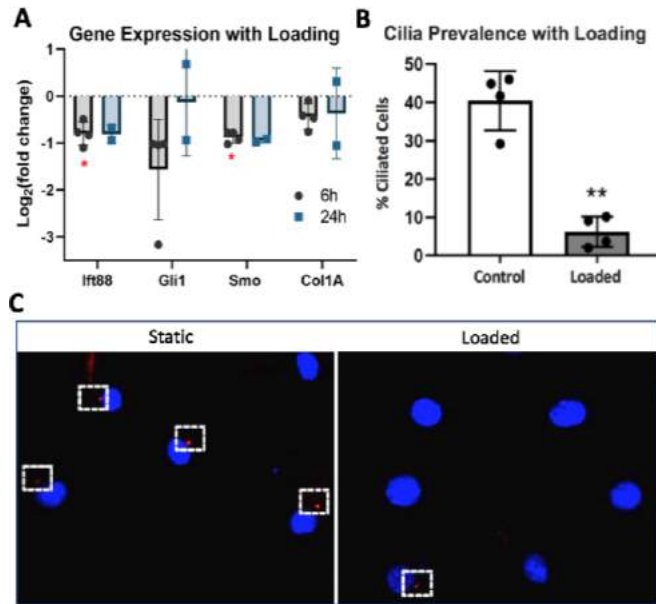 A
Gene Expression with Loading
Log₂(fold change)
1
0
-1
-2
-3
*
*
6h
24h
Ift88
Gli1
Smo
Col1A
B
Cilia Prevalence with Loading
% Ciliated Cells
50
40
30
20
10
0
**
Control
Loaded
C
Static
Loaded